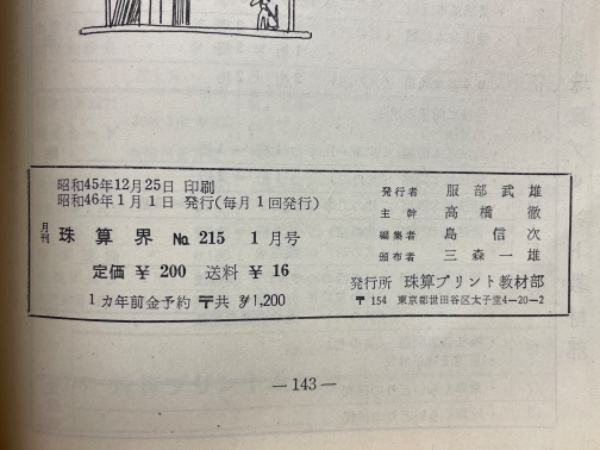 昭和45年12月25日 印刷
昭和46年1月1日 発行(毎月1回発行)
月刊 珠算界 No. 215 1月号
定価 ¥ 200 送料 ¥ 16
1カ年前金予約 〒共 ¥1,200
発行者 服部武雄
主幹 高橋徹
編集者 島信次
頒布者 三森一雄
発行所 珠算プリント教材部
〒154 東京都世田谷区太子堂4-20-2
—143—